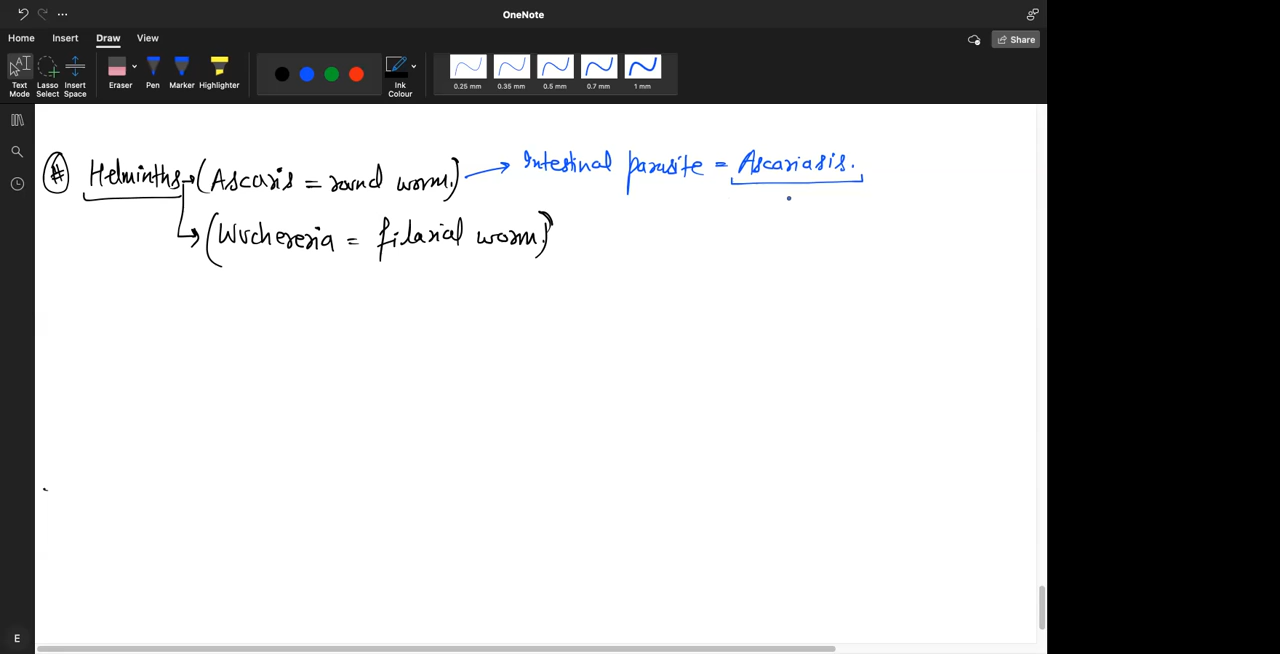 OneNote
Home Insert Draw View
Share
Text Mode Lasso Select Insert Space Eraser Pen Marker Highlighter Ink Colour 0.25 mm 0.35 mm 0.5 mm 0.7 mm 1 mm
# Helminths → (Ascaris = round worm.) → Intestinal parasite = Ascariasis.
→ (Wuchereria = filarial worm.)
E